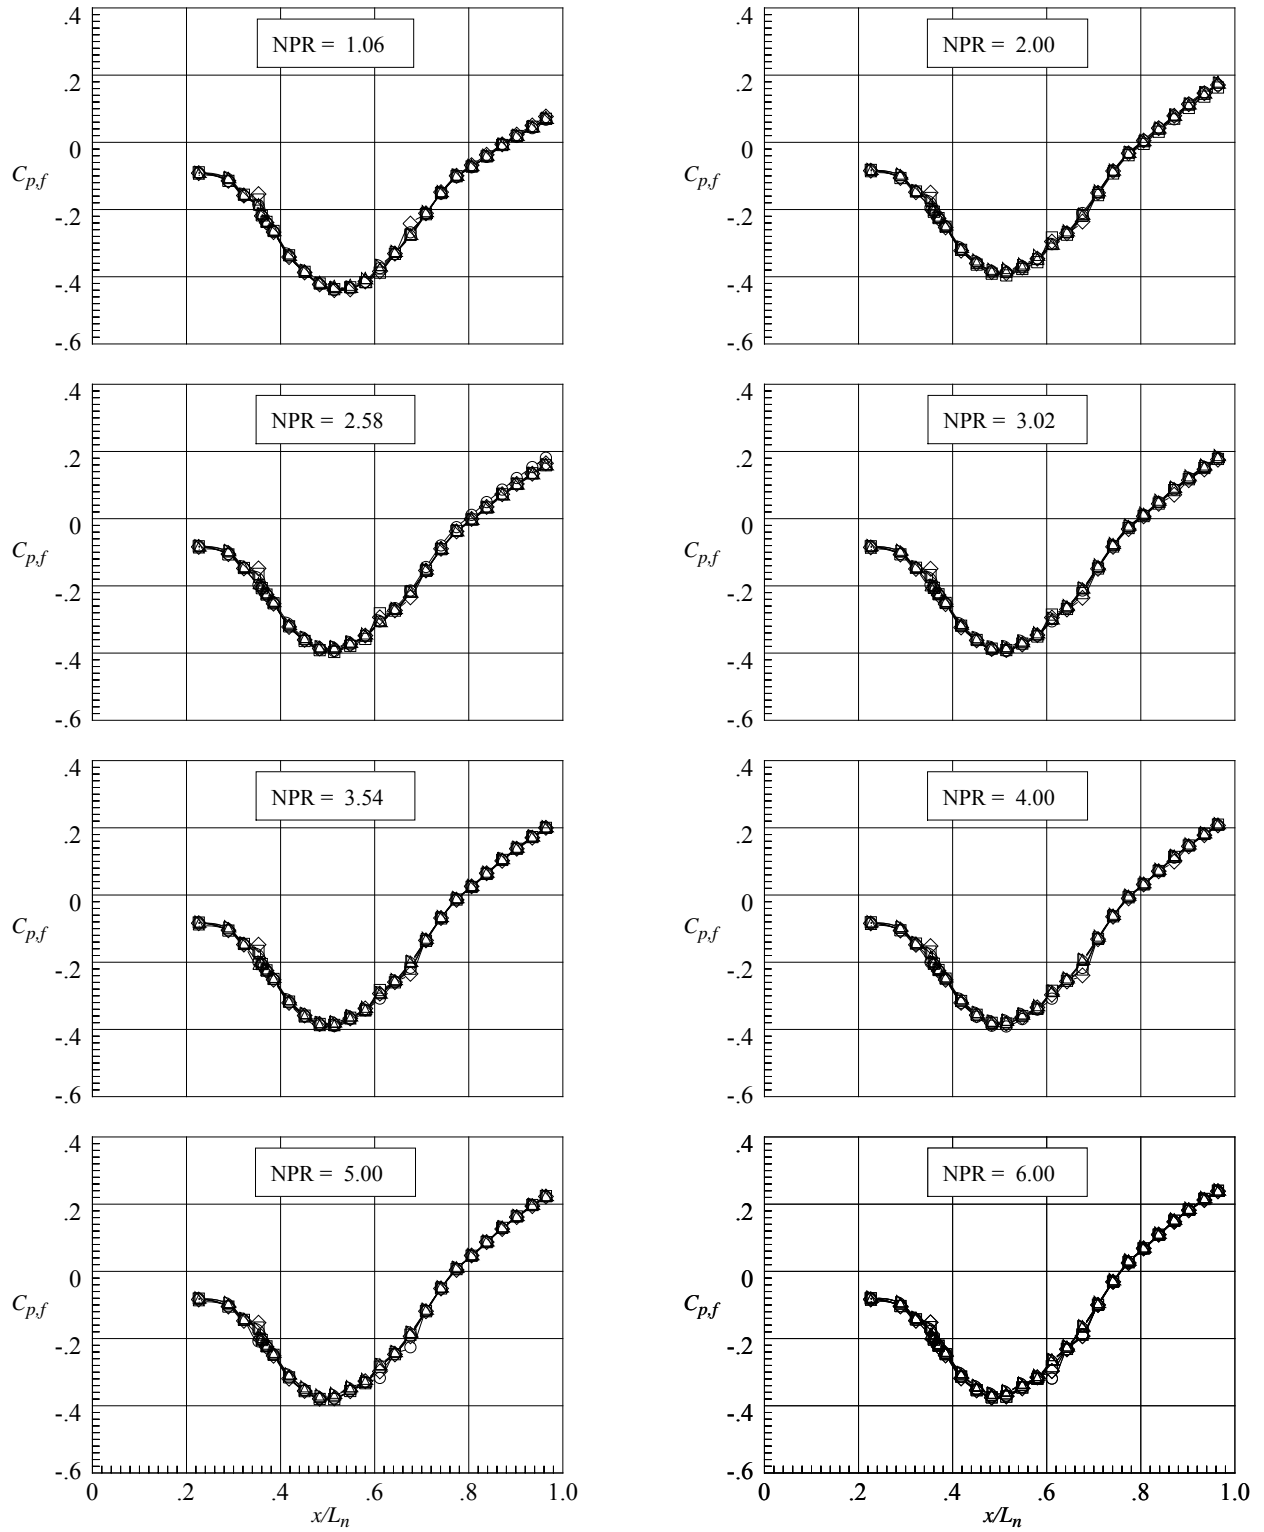 .4
NPR = 1.06
.2
0
C_{p,f}
-.2
-.4
-.6
.4
NPR = 2.00
.2
0
C_{p,f}
-.2
-.4
-.6
.4
NPR = 2.58
.2
0
C_{p,f}
-.2
-.4
-.6
.4
NPR = 3.02
.2
0
C_{p,f}
-.2
-.4
-.6
.4
NPR = 3.54
.2
0
C_{p,f}
-.2
-.4
-.6
.4
NPR = 4.00
.2
0
C_{p,f}
-.2
-.4
-.6
.4
NPR = 5.00
.2
0
C_{p,f}
-.2
-.4
-.6
0 .2 .4 .6 .8 1.0
x/L_n
.4
NPR = 6.00
.2
0
C_{p,f}
-.2
-.4
-.6
0 .2 .4 .6 .8 1.0
x/L_n